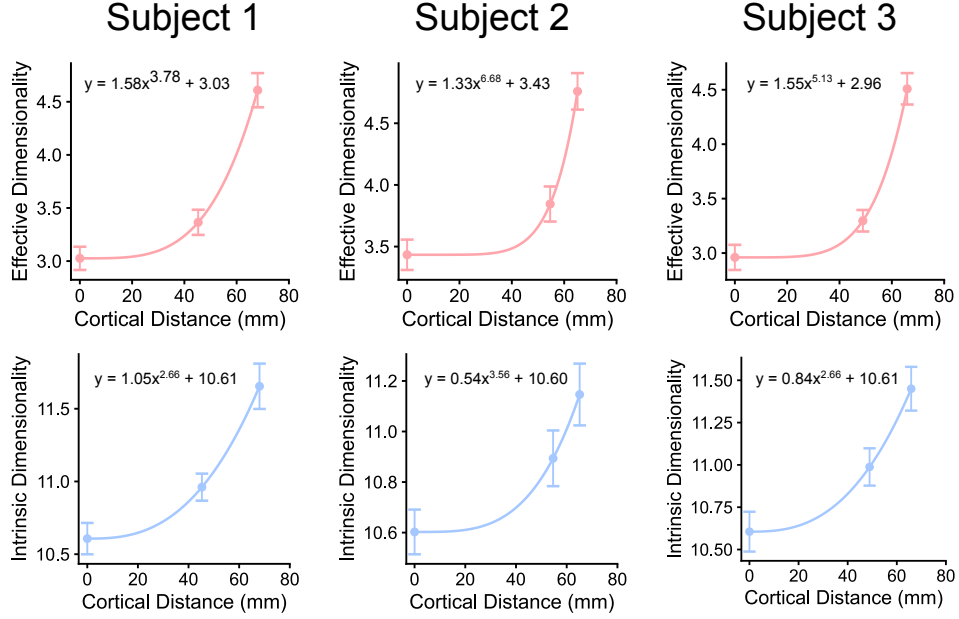 Subject 1
Subject 2
Subject 3
Effective Dimensionality
y = 1.58x^3.78 + 3.03
4.5
4.0
3.5
3.0
0 20 40 60 80
Cortical Distance (mm)
Effective Dimensionality
y = 1.33x^6.68 + 3.43
4.5
4.0
3.5
0 20 40 60 80
Cortical Distance (mm)
Effective Dimensionality
y = 1.55x^5.13 + 2.96
4.5
4.0
3.5
3.0
0 20 40 60 80
Cortical Distance (mm)
Intrinsic Dimensionality
y = 1.05x^2.66 + 10.61
11.5
11.0
10.5
0 20 40 60 80
Cortical Distance (mm)
Intrinsic Dimensionality
y = 0.54x^3.56 + 10.60
11.2
11.0
10.8
10.6
0 20 40 60 80
Cortical Distance (mm)
Intrinsic Dimensionality
y = 0.84x^2.66 + 10.61
11.50
11.25
11.00
10.75
10.50
0 20 40 60 80
Cortical Distance (mm)